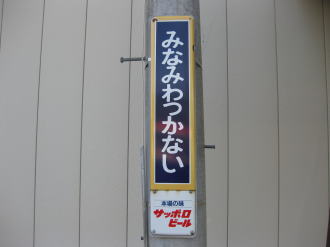 みなみわっかない
本場の味
サッポロ
ビール